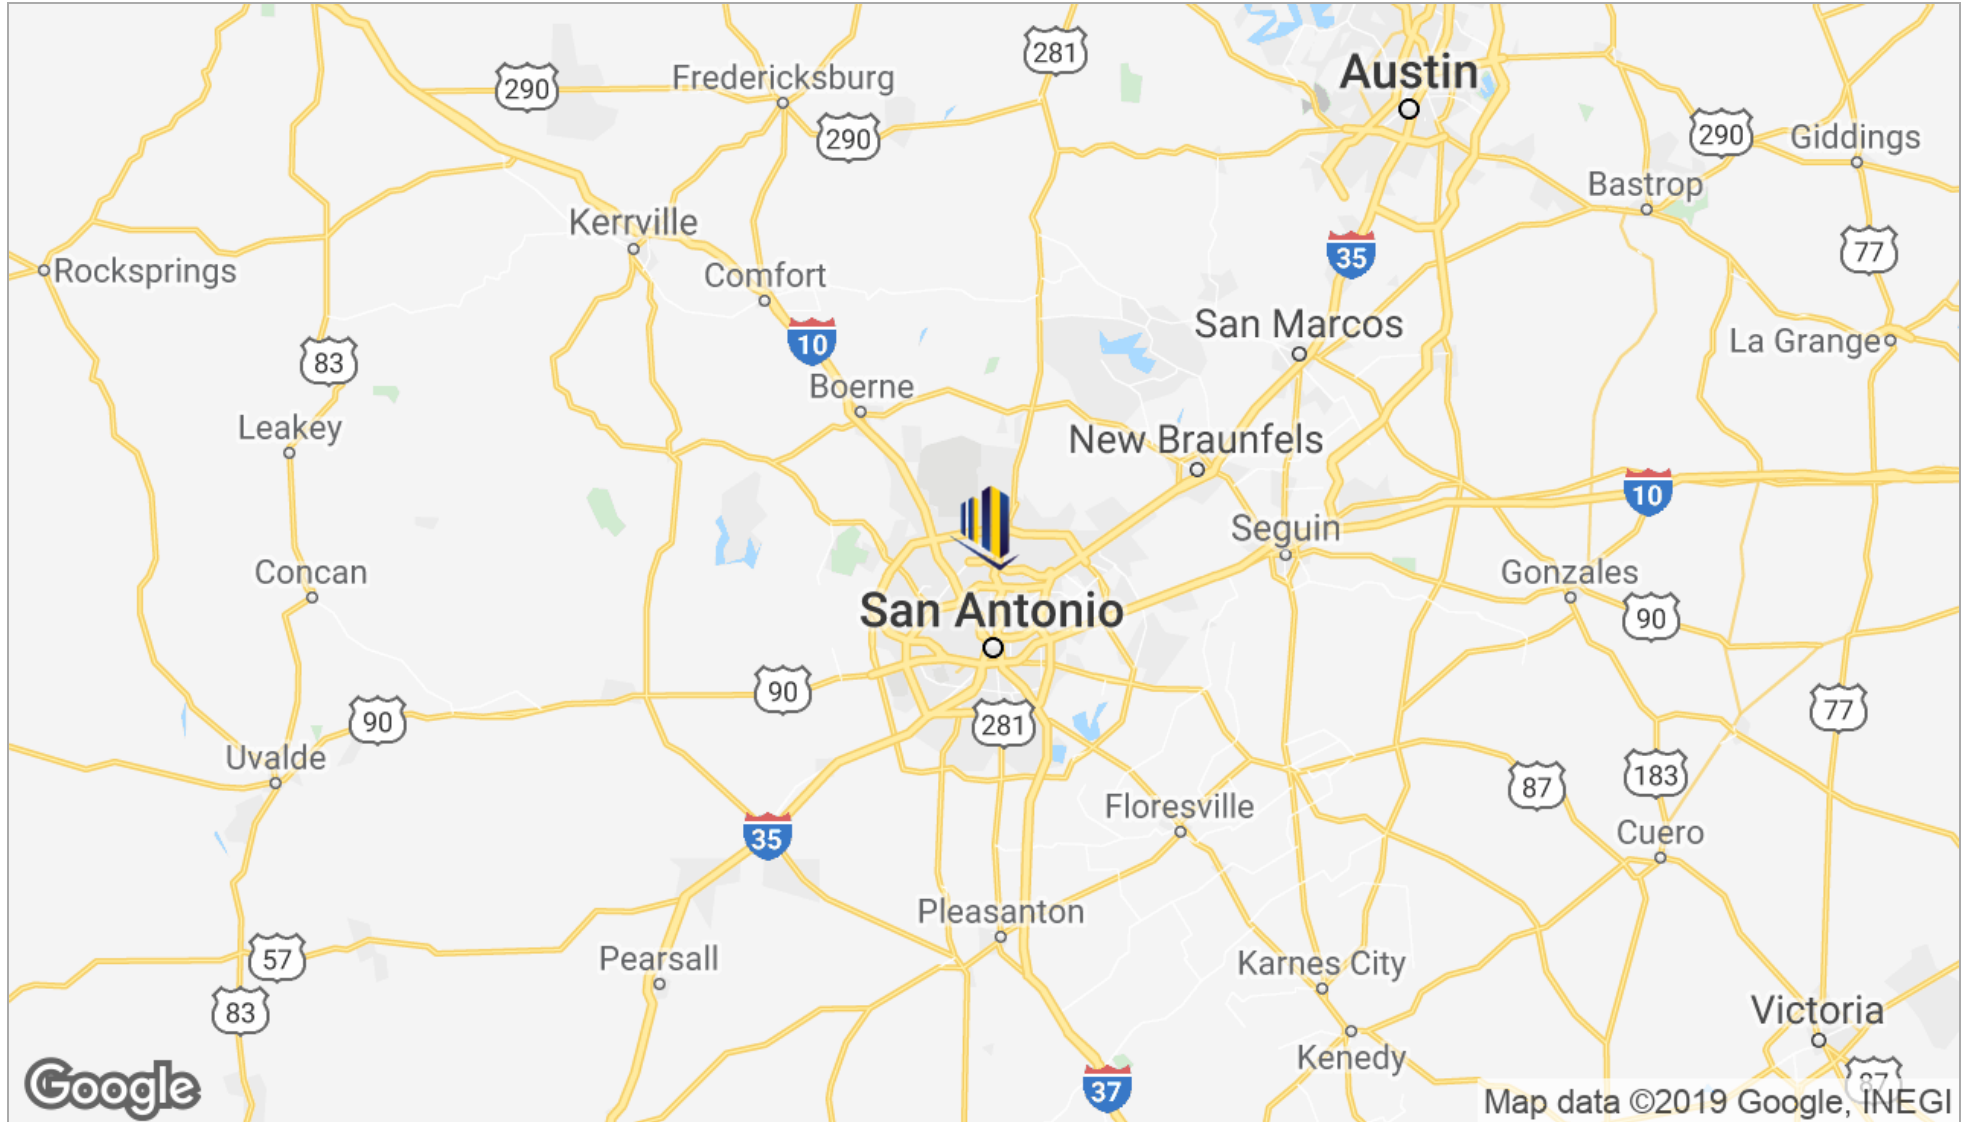 281
Austin
Fredericksburg
290
290
290
Giddings
Bastrop
Kerrville
77
35
Rocksprings
Comfort
San Marcos
10
La Grange
83
Boerne
Leakey
New Braunfels
10
Seguin
Concan
Gonzales
San Antonio
90
90
90
281
77
Uvalde
183
87
Floresville
35
Cuero
Pleasanton
57
Pearsall
Karnes City
83
Victoria
Kenedy
87
37
Google
Map data ©2019 Google, INEGI